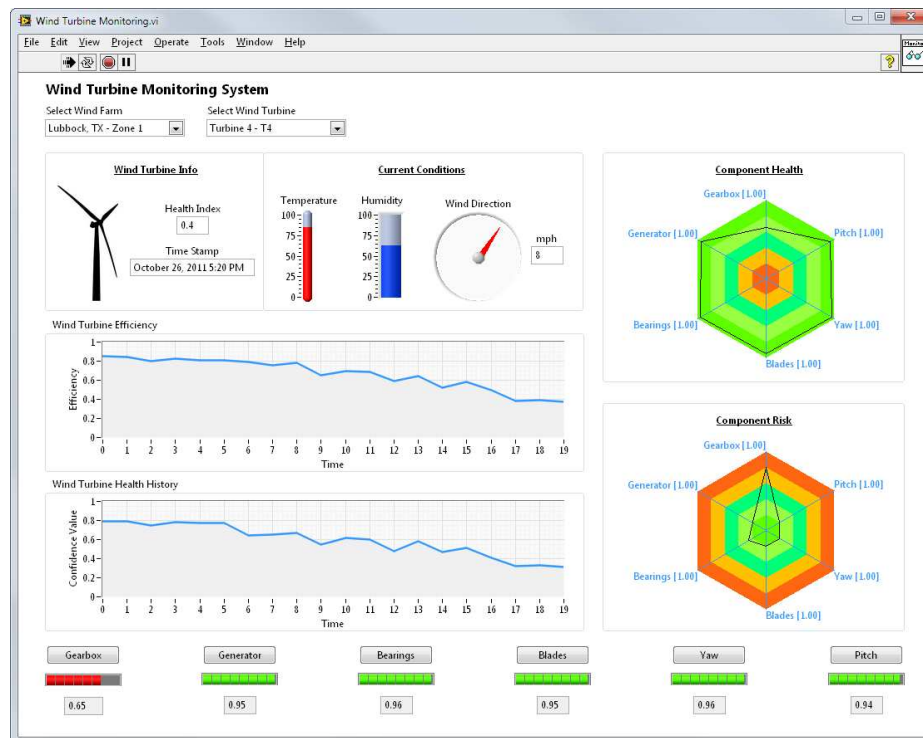 Wind Turbine Monitoring.vi
File Edit View Project Operate Tools Window Help
?
Wind Turbine Monitoring System
Select Wind Farm Select Wind Turbine
Lubbock, TX - Zone 1 Turbine 4 - T4
Wind Turbine Info
Health Index
0.4
Time Stamp
October 26, 2011 5:20 PM
Current Conditions
Temperature
100
75
50
25
0
Humidity
100
75
50
25
0
Wind Direction
mph
8
Component Health
Gearbox [1.00]
Generator [1.00] Pitch [1.00]
Bearings [1.00] Yaw [1.00]
Blades [1.00]
Wind Turbine Efficiency
1
0.8
0.6
0.4
0.2
0
Efficiency
0 1 2 3 4 5 6 7 8 9 10 11 12 13 14 15 16 17 18 19
Time
Wind Turbine Health History
1
0.8
0.6
0.4
0.2
0
Confidence Value
0 1 2 3 4 5 6 7 8 9 10 11 12 13 14 15 16 17 18 19
Time
Component Risk
Gearbox [1.00]
Generator [1.00] Pitch [1.00]
Bearings [1.00] Yaw [1.00]
Blades [1.00]
Gearbox Generator Bearings Blades Yaw Pitch
0.65 0.95 0.96 0.95 0.96 0.94